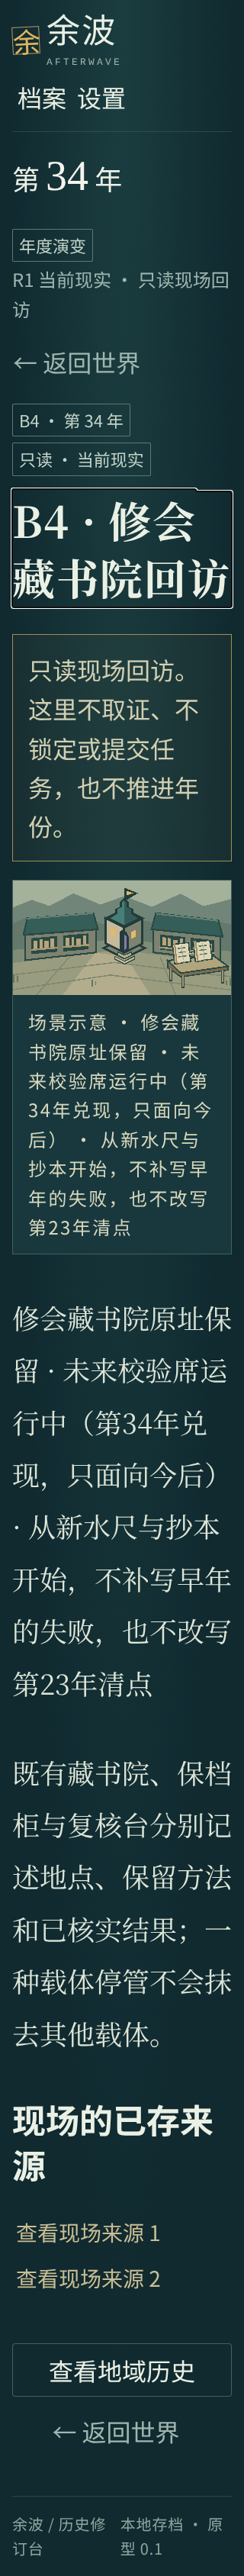 余
余波
AFTERWAVE
档案 设置
第 34 年
年度演变
R1 当前现实 · 只读现场回
访
← 返回世界
B4 · 第 34 年
只读 · 当前现实
B4 · 修会
藏书院回访
只读现场回访。
这里不取证、不
锁定或提交任
务，也不推进年
份。
场景示意 · 修会藏
书院原址保留 · 未
来校验席运行中（第
34年兑现，只面向今
后） · 从新水尺与
抄本开始，不补写早
年的失败，也不改写
第23年清点
修会藏书院原址保
留 · 未来校验席运
行中（第34年兑
现，只面向今后）
· 从新水尺与抄本
开始，不补写早年
的失败，也不改写
第23年清点
既有藏书院、保档
柜与复核台分别记
述地点、保留方法
和已核实结果；一
种载体停管不会抹
去其他载体。
现场的已存来
源
查看现场来源 1
查看现场来源 2
查看地域历史
← 返回世界
余波 / 历史修
订台
本地存档 · 原
型 0.1